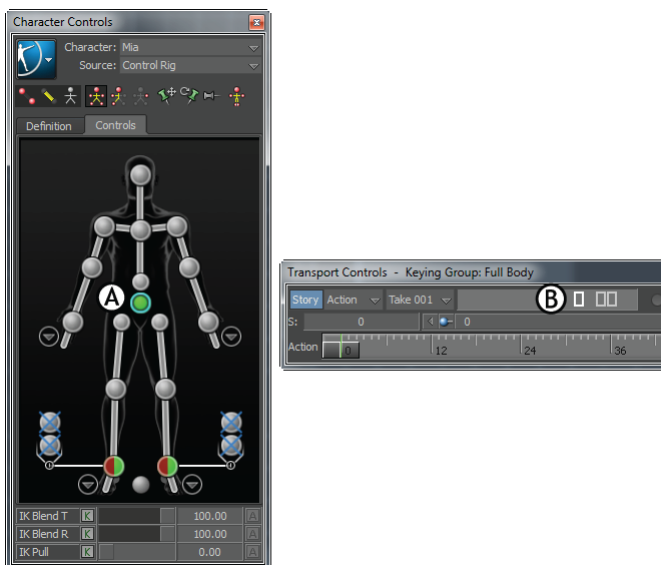 Character Controls
Character: Mia
Source: Control Rig
Definition Controls
A
IK Blend T K 100.00 A
IK Blend R K 100.00 A
IK Pull K 0.00 A
Transport Controls - Keying Group: Full Body
Story Action Take 001 B
S: 0 0
Action 0 12 24 36